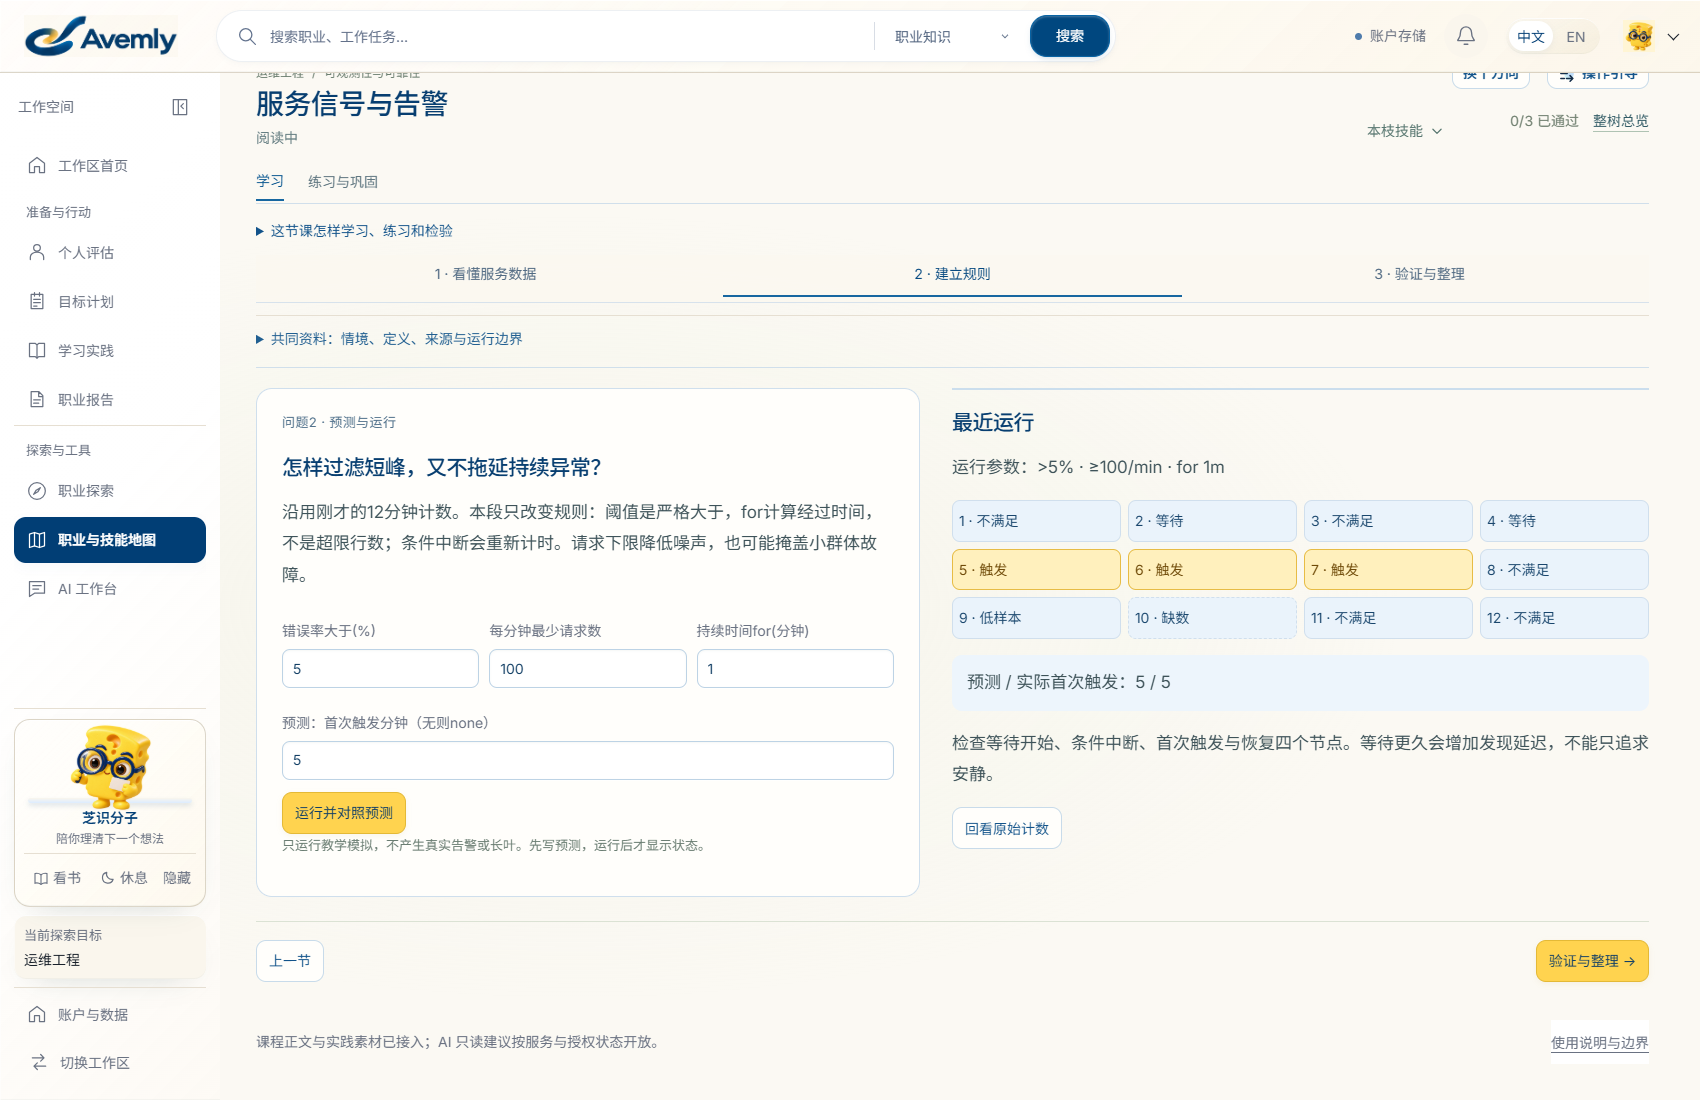 Avemly
搜索职业、工作任务...
职业知识
搜索
账户存储
中文
EN
工作空间
工作区首页
准备与行动
个人评估
目标计划
学习实践
职业报告
探索与工具
职业探索
职业与技能地图
AI 工作台
芝识分子
陪你理清下一个想法
看书
休息
隐藏
当前探索目标
运维工程
账户与数据
切换工作区
运维工程 / 可观测性与可靠性
服务信号与告警
阅读中
换个方向
操作引导
本枝技能
0/3 已通过
整树总览
学习
练习与巩固
这节课怎样学习、练习和检验
1 · 看懂服务数据
2 · 建立规则
3 · 验证与整理
共同资料：情境、定义、来源与运行边界
问题2 · 预测与运行
怎样过滤短峰，又不拖延持续异常？
沿用刚才的12分钟计数。本段只改变规则：阈值是严格大于，for计算经过时间，
不是超限行数；条件中断会重新计时。请求下限降低噪声，也可能掩盖小群体故
障。
错误率大于(%)
每分钟最少请求数
持续时间for(分钟)
5
100
1
预测：首次触发分钟（无则none）
5
运行并对照预测
只运行教学模拟，不产生真实告警或长叶。先写预测，运行后才显示状态。
最近运行
运行参数：>5% · ≥100/min · for 1m
1 · 不满足
2 · 等待
3 · 不满足
4 · 等待
5 · 触发
6 · 触发
7 · 触发
8 · 不满足
9 · 低样本
10 · 缺数
11 · 不满足
12 · 不满足
预测 / 实际首次触发：5 / 5
检查等待开始、条件中断、首次触发与恢复四个节点。等待更久会增加发现延迟，不能只追求
安静。
回看原始计数
上一节
验证与整理 →
课程正文与实践素材已接入；AI 只读建议按服务与授权状态开放。
使用说明与边界